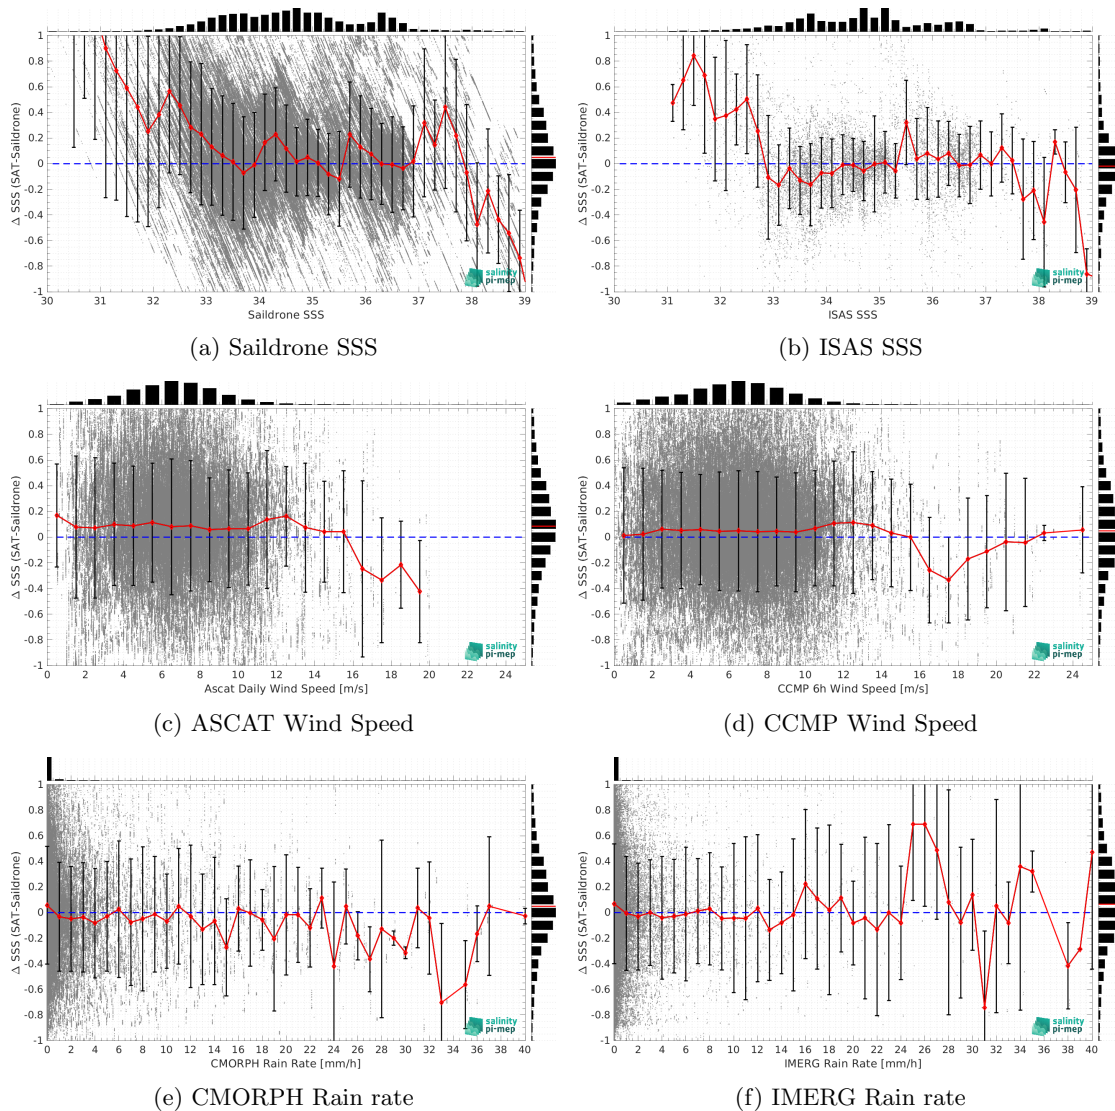 1
0.8
0.6
0.4
0.2
0
-0.2
-0.4
-0.6
-0.8
-1
Δ SSS (SAT-Saildrone)
30 31 32 33 34 35 36 37 38 39
Saildrone SSS
salinity
pi-mep
(a) Saildrone SSS
1
0.8
0.6
0.4
0.2
0
-0.2
-0.4
-0.6
-0.8
-1
Δ SSS (SAT-Saildrone)
30 31 32 33 34 35 36 37 38 39
ISAS SSS
salinity
pi-mep
(b) ISAS SSS
1
0.8
0.6
0.4
0.2
0
-0.2
-0.4
-0.6
-0.8
-1
Δ SSS (SAT-Saildrone)
0 2 4 6 8 10 12 14 16 18 20 22 24
Ascat Daily Wind Speed [m/s]
salinity
pi-mep
(c) ASCAT Wind Speed
1
0.8
0.6
0.4
0.2
0
-0.2
-0.4
-0.6
-0.8
-1
Δ SSS (SAT-Saildrone)
0 2 4 6 8 10 12 14 16 18 20 22 24
CCMP 6h Wind Speed [m/s]
salinity
pi-mep
(d) CCMP Wind Speed
1
0.8
0.6
0.4
0.2
0
-0.2
-0.4
-0.6
-0.8
-1
Δ SSS (SAT-Saildrone)
0 2 4 6 8 10 12 14 16 18 20 22 24 26 28 30 32 34 36 38 40
CMORPH Rain Rate [mm/h]
salinity
pi-mep
(e) CMORPH Rain rate
1
0.8
0.6
0.4
0.2
0
-0.2
-0.4
-0.6
-0.8
-1
Δ SSS (SAT-Saildrone)
0 2 4 6 8 10 12 14 16 18 20 22 24 26 28 30 32 34 36 38 40
IMERG Rain Rate [mm/h]
salinity
pi-mep
(f) IMERG Rain rate